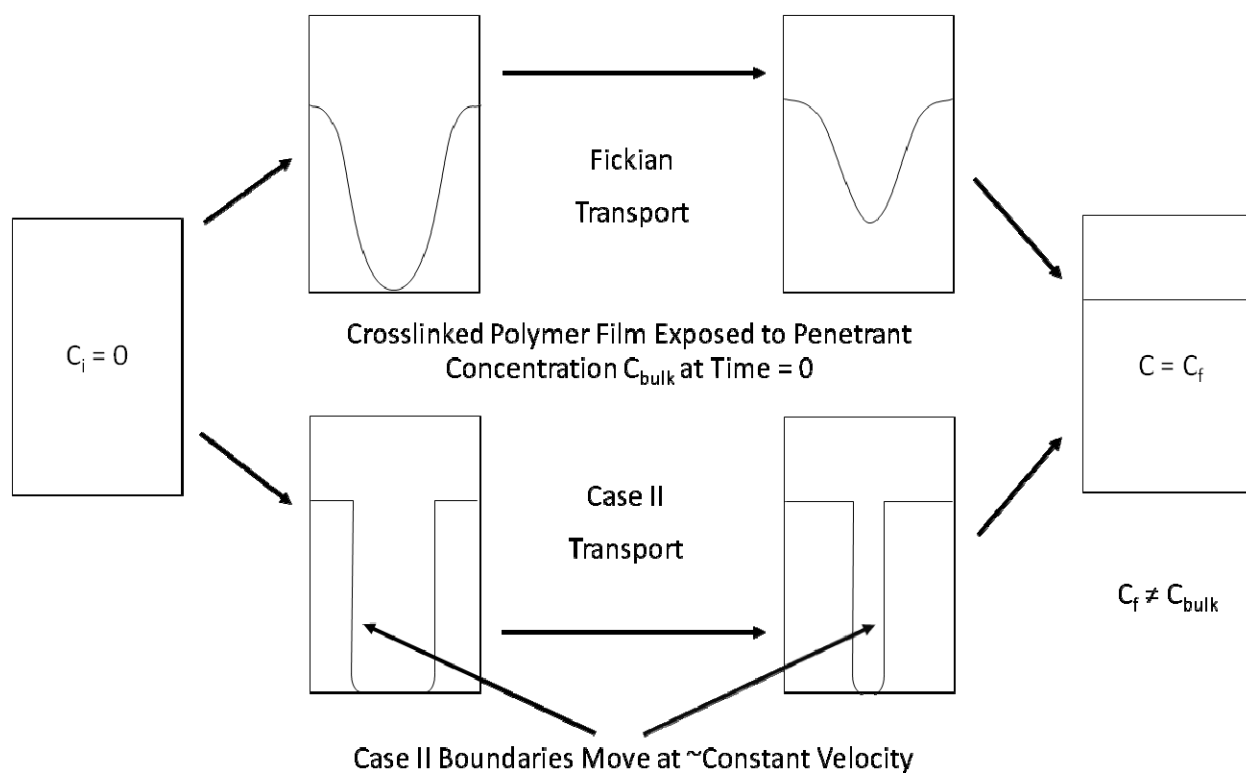 Fickian
Transport
C₍ᵢ₎ = 0
Crosslinked Polymer Film Exposed to Penetrant
Concentration C_bulk at Time = 0
C = C_f
Case II
Transport
C_f ≠ C_bulk
Case II Boundaries Move at ~Constant Velocity